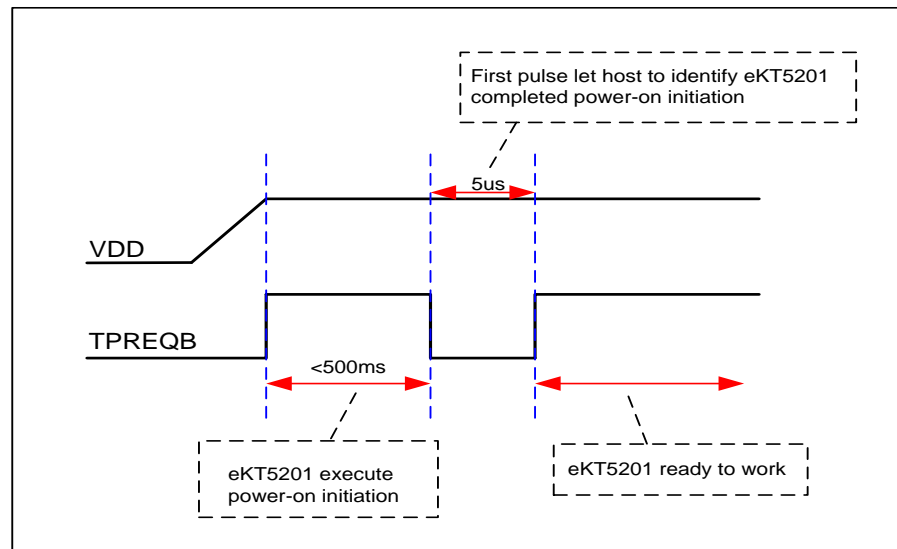 First pulse let host to identify eKT5201
completed power-on initiation
5us
VDD
TPREQB
<500ms
eKT5201 execute
power-on initiation
eKT5201 ready to work